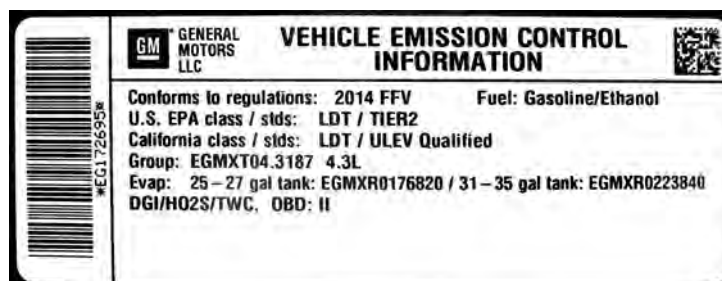 GM GENERAL
MOTORS
LLC
VEHICLE EMISSION CONTROL
INFORMATION
*EG172695*
Conforms to regulations: 2014 FFV Fuel: Gasoline/Ethanol
U.S. EPA class / stds: LDT / TIER2
California class / stds: LDT / ULEV Qualified
Group: EGMXT04.3187 4.3L
Evap: 25–27 gal tank: EGMXR0176820 / 31–35 gal tank: EGMXR0223840
DGI/HO2S/TWC, OBD: II